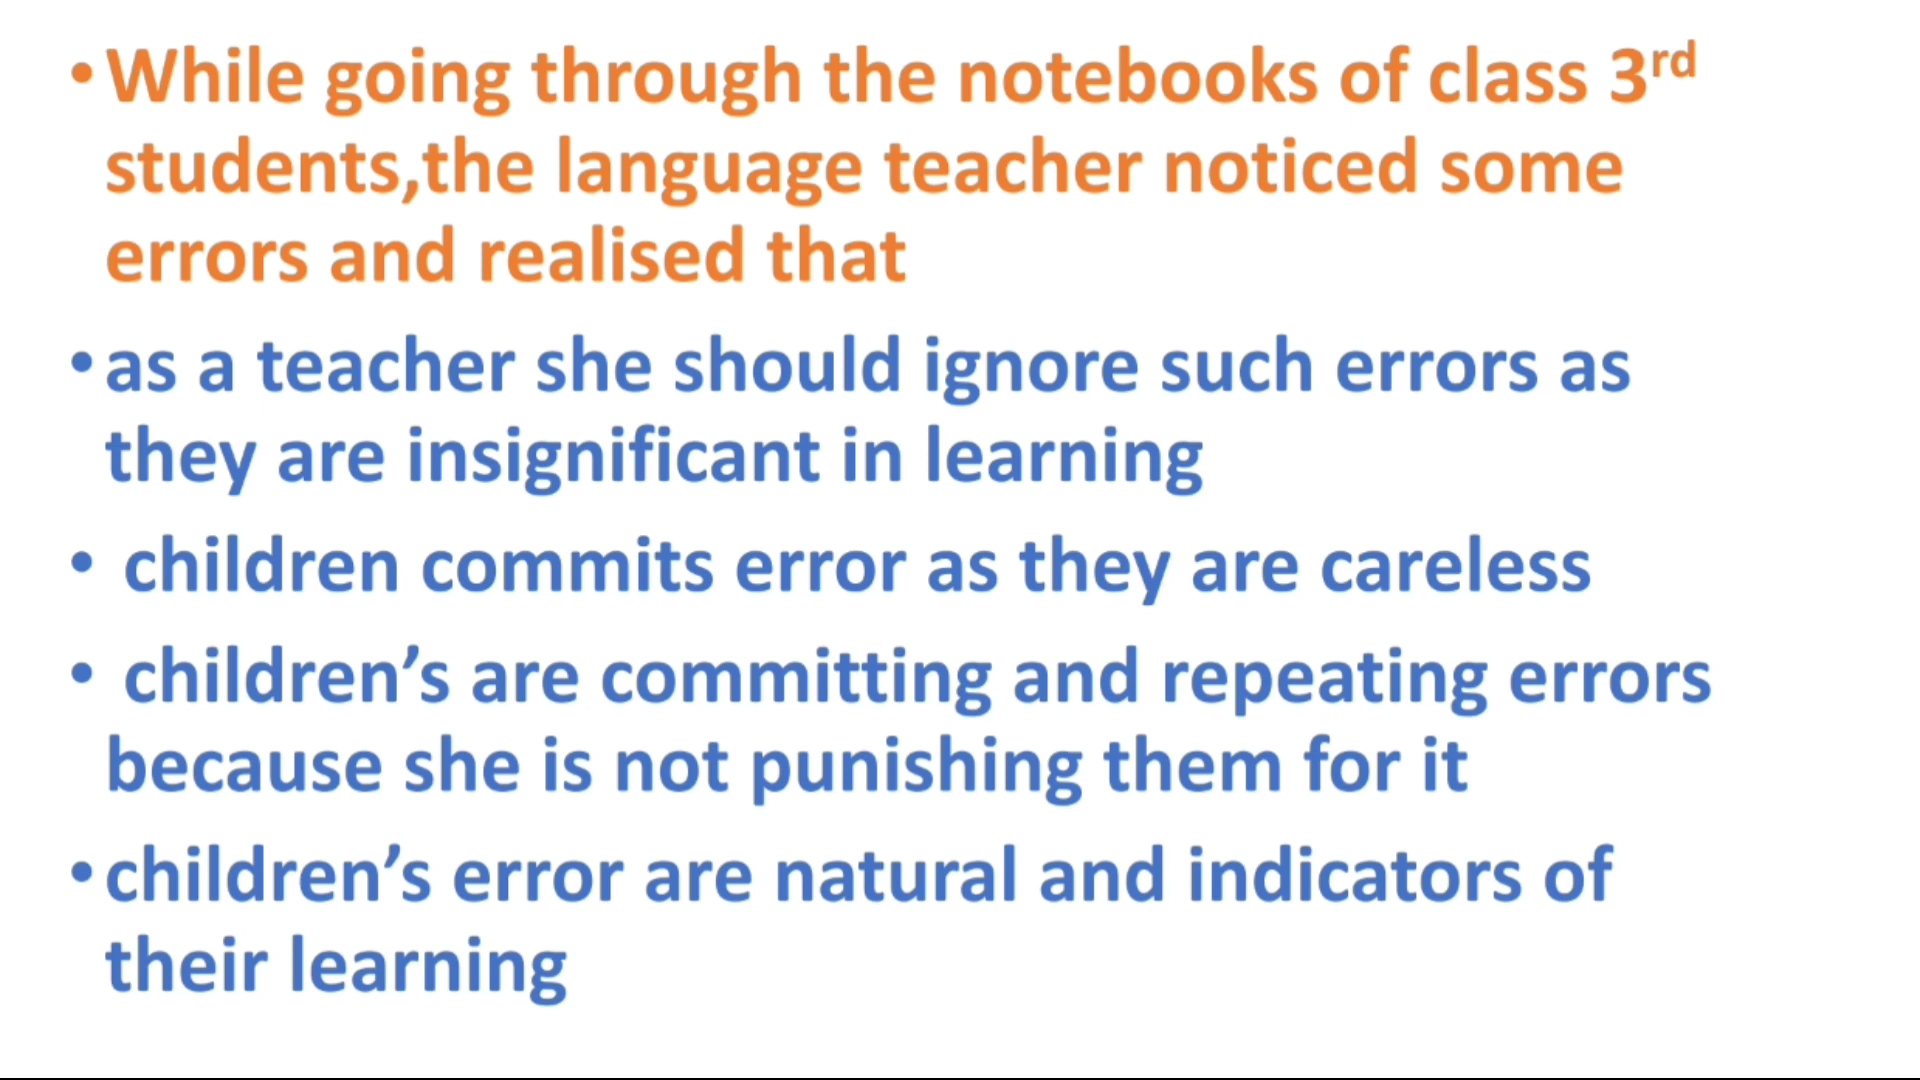 •While going through the notebooks of class 3rd
students,the language teacher noticed some
errors and realised that
•as a teacher she should ignore such errors as
they are insignificant in learning
• children commits error as they are careless
• children’s are committing and repeating errors
because she is not punishing them for it
•children’s error are natural and indicators of
their learning